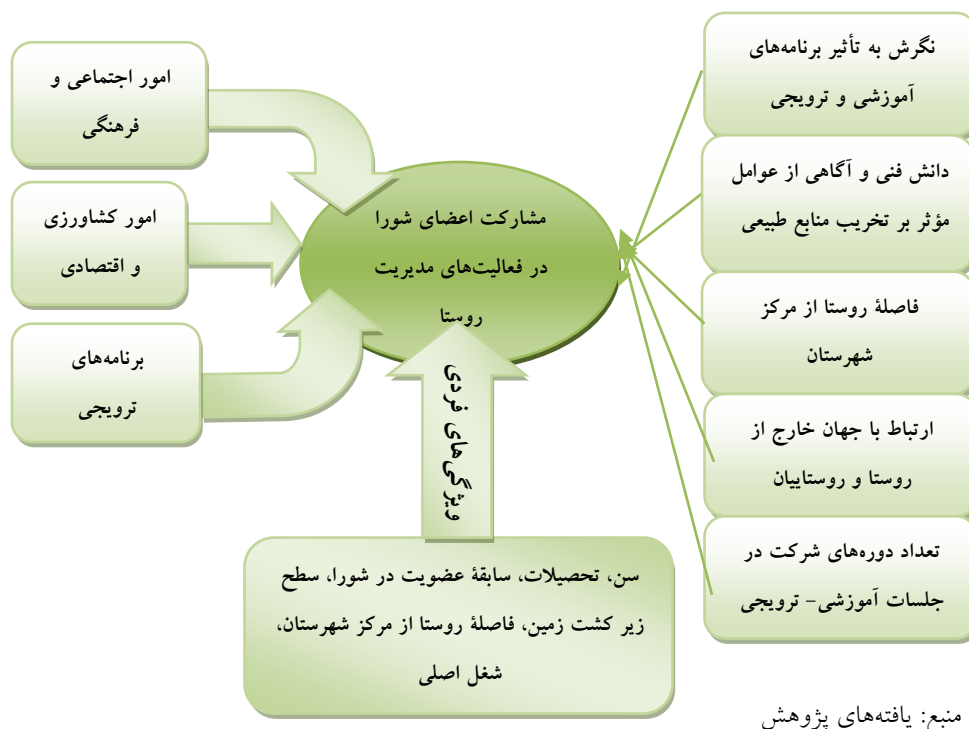 نگرش به تأثیر برنامه‌های
آموزشی و ترویجی
دانش فنی و آگاهی از عوامل
مؤثر بر تخریب منابع طبیعی
فاصلۀ روستا از مرکز
شهرستان
ارتباط با جهان خارج از
روستا و روستاییان
تعداد دوره‌های شرکت در
جلسات آموزشی- ترویجی
مشارکت اعضای شورا
در فعالیت‌های مدیریت
روستا
امور اجتماعی و
فرهنگی
امور کشاورزی
و اقتصادی
برنامه‌های
ترویجی
ویژگی‌های فردی
سن، تحصیلات، سابقۀ عضویت در شورا، سطح
زیر کشت زمین، فاصلۀ روستا از مرکز شهرستان،
شغل اصلی
منبع: یافته‌های پژوهش